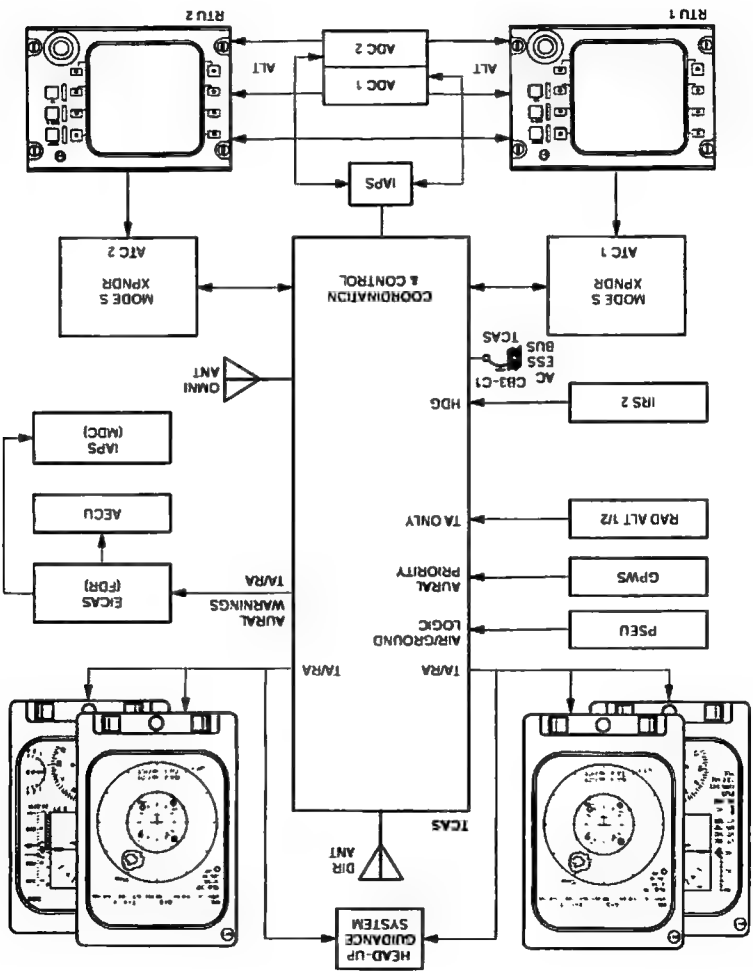 HEAD-UP
GUIDANCE
SYSTEM
DIR
ANT
TCAS
TA/RA
TA/RA
PSEU
AIR/GROUND
LOGIC
GPWS
AURAL
PRIORITY
RAD ALT 1/2
TA ONLY
AURAL
WARNINGS
TA/RA
EICAS
(FDR)
AECU
IAPS
(MDC)
IRS 2
HDG
OMNI
ANT
AC
ESS
BUS
CB3-C1
TCAS
MODE S
XPNDR
ATC 1
COORDINATION
& CONTROL
MODE S
XPNDR
ATC 2
IAPS
ADC 1
ADC 2
ALT
ALT
RTU 1
RTU 2